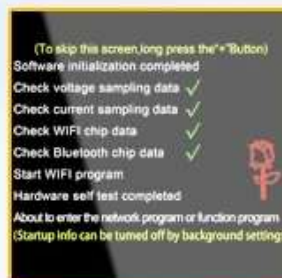 (To skip this screen,long press the"+"Button)
Software initialization completed
Check voltage sampling data
Check current sampling data
Check WIFI chip data
Check Bluetooth chip data
Start WIFI program
Hardware self test completed
About to enter the network program or function program
(Startup info can be turned off by background setting